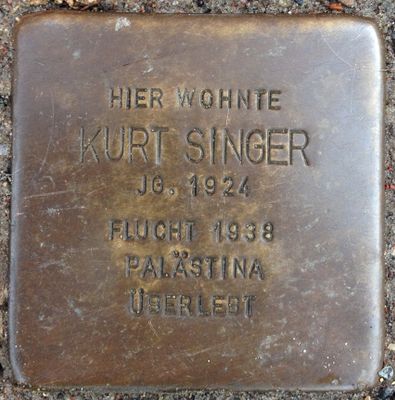 HIER WOHNTE
KURT SINGER
JG. 1924
FLUCHT 1938
PALÄSTINA
ÜBERLEBT